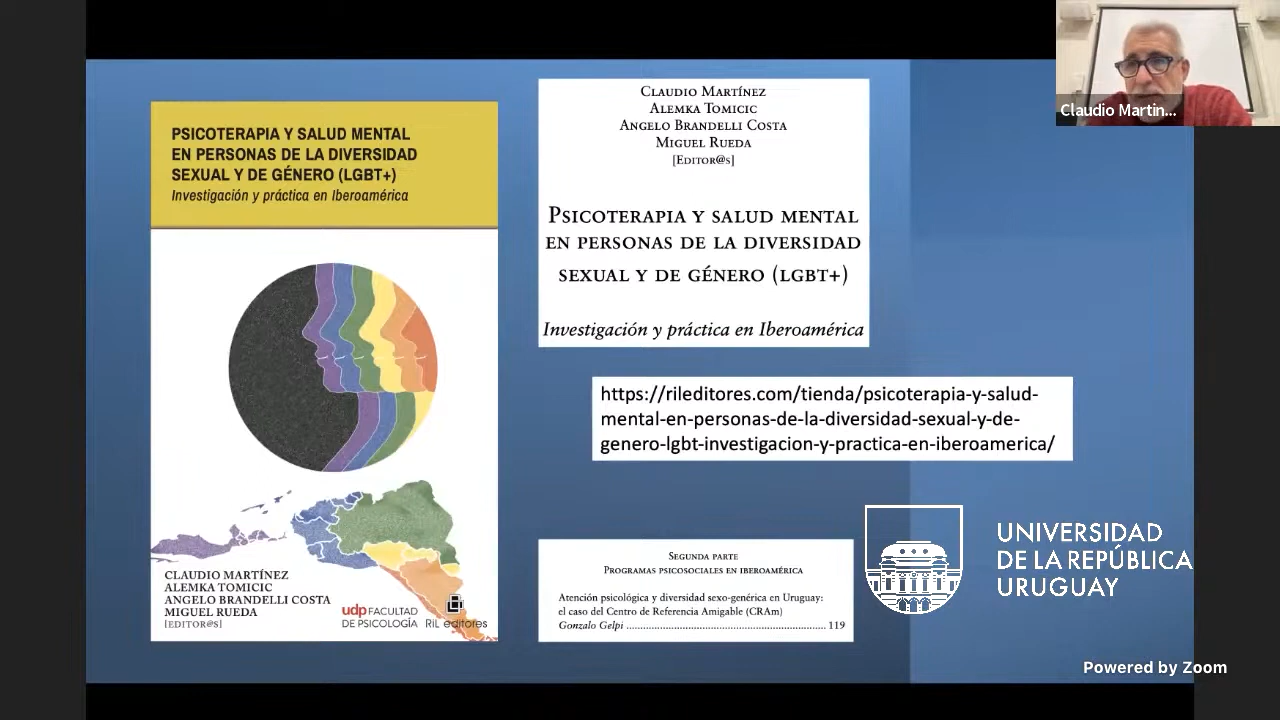 PSICOTERAPIA Y SALUD MENTAL
EN PERSONAS DE LA DIVERSIDAD
SEXUAL Y DE GÉNERO (LGBT+)
Investigación y práctica en Iberoamérica
CLAUDIO MARTÍNEZ
ALEMKA TOMICIC
ANGELO BRANDELLI COSTA
MIGUEL RUEDA
[EDITOR@S]
udp FACULTAD
DE PSICOLOGÍA
RiL editores
CLAUDIO MARTÍNEZ
ALEMKA TOMICIC
ANGELO BRANDELLI COSTA
MIGUEL RUEDA
[EDITOR@S]
PSICOTERAPIA Y SALUD MENTAL
EN PERSONAS DE LA DIVERSIDAD
SEXUAL Y DE GÉNERO (LGBT+)
Investigación y práctica en Iberoamérica
https://rileditores.com/tienda/psicoterapia-y-salud-
mental-en-personas-de-la-diversidad-sexual-y-de-
genero-lgbt-investigacion-y-practica-en-iberoamerica/
SEGUNDA PARTE
PROGRAMAS PSICOSOCIALES EN IBEROAMÉRICA
Atención psicológica y diversidad sexo-genérica en Uruguay:
el caso del Centro de Referencia Amigable (CRAm)
Gonzalo Gelpi ........................................................................ 119
UNIVERSIDAD
DE LA REPÚBLICA
URUGUAY
Claudio Martin...
Powered by Zoom